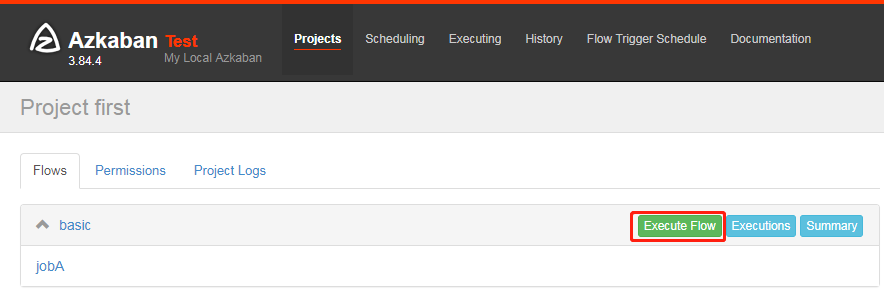 Azkaban Test
3.84.4 My Local Azkaban
Projects Scheduling Executing History Flow Trigger Schedule Documentation
Project first
Flows Permissions Project Logs
basic Execute Flow Executions Summary
jobA